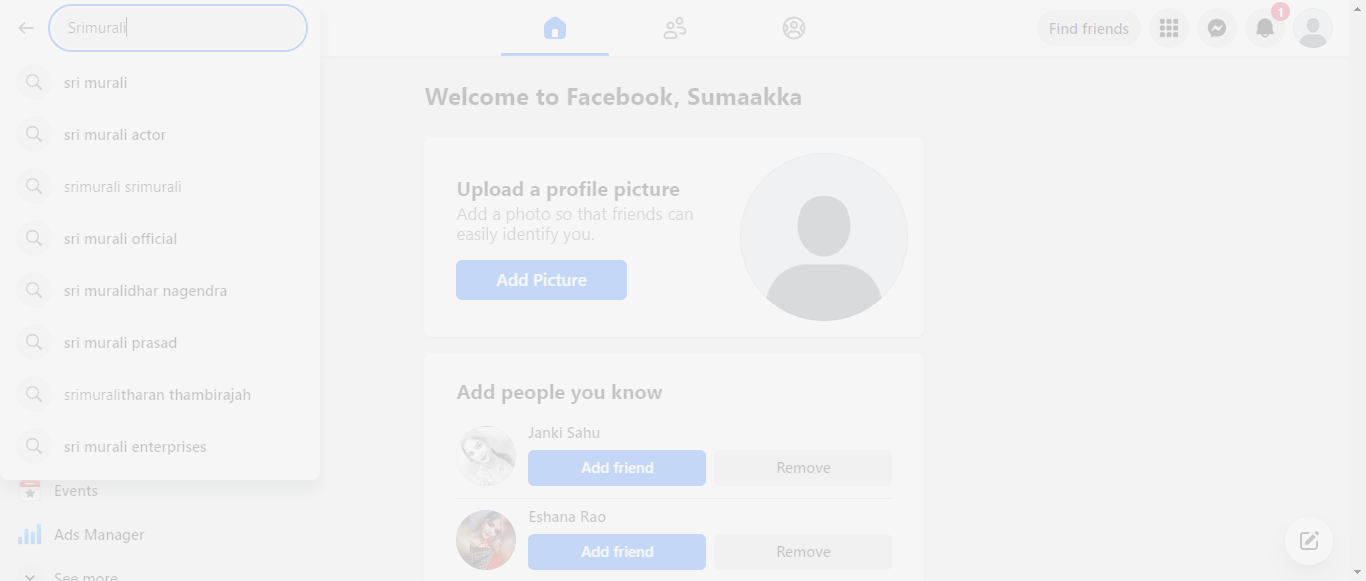 Srimurali
sri murali
sri murali actor
srimurali srimurali
sri murali official
sri muralidhar nagendra
sri murali prasad
srimuralitharan thambirajah
sri murali enterprises
Events
Ads Manager
See more
Find friends
1
Welcome to Facebook, Sumaakka
Upload a profile picture
Add a photo so that friends can
easily identify you.
Add Picture
Add people you know
Janki Sahu
Add friend Remove
Eshana Rao
Add friend Remove